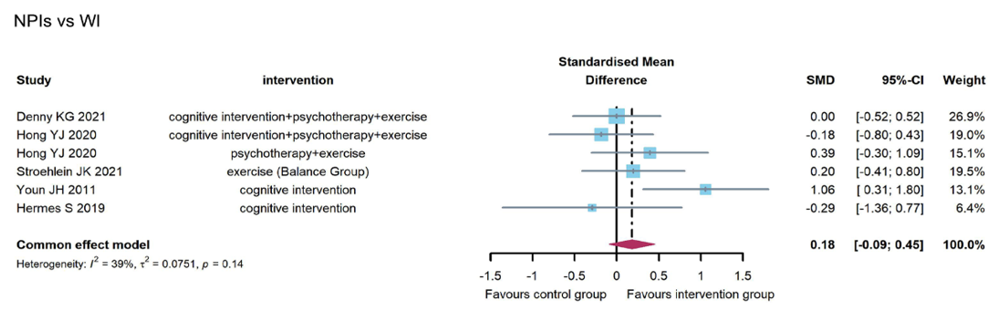 NPIs vs WI
Standardised Mean
Study intervention Difference SMD 95%-CI Weight
Denny KG 2021 cognitive intervention+psychotherapy+exercise 0.00 [-0.52; 0.52] 26.9%
Hong YJ 2020 cognitive intervention+psychotherapy+exercise -0.18 [-0.80; 0.43] 19.0%
Hong YJ 2020 psychotherapy+exercise 0.39 [-0.30; 1.09] 15.1%
Stroehlein JK 2021 exercise (Balance Group) 0.20 [-0.41; 0.80] 19.5%
Youn JH 2011 cognitive intervention 1.06 [ 0.31; 1.80] 13.1%
Hermes S 2019 cognitive intervention -0.29 [-1.36; 0.77] 6.4%
Common effect model 0.18 [-0.09; 0.45] 100.0%
Heterogeneity: I² = 39%, τ² = 0.0751, p = 0.14
-1.5 -1 -0.5 0 0.5 1 1.5
Favours control group Favours intervention group